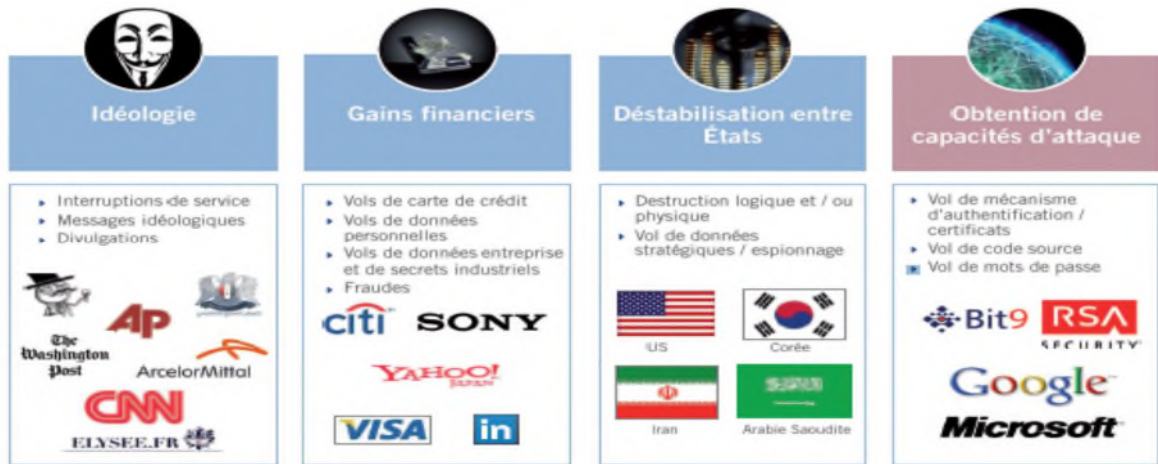 Idéologie
Interruptions de service
Messages idéologiques
Divulgations
AP
The
Washington
Post
ArcelorMittal
CNN
ELYSEE.FR
Gains financiers
Vols de carte de crédit
Vols de données
personnelles
Vols de données entreprise
et de secrets industriels
Fraudes
citi
SONY
YAHOO!
JAPAN
VISA
in
Déstabilisation entre
États
Destruction logique et / ou
physique
Vol de données
stratégiques / espionnage
US
Corée
Iran
Arabie Saoudite
Obtention de
capacités d'attaque
Vol de mécanisme
d'authentification /
certificats
Vol de code source
Vol de mots de passe
Bit9
RSA
SECURITY
Google
Microsoft